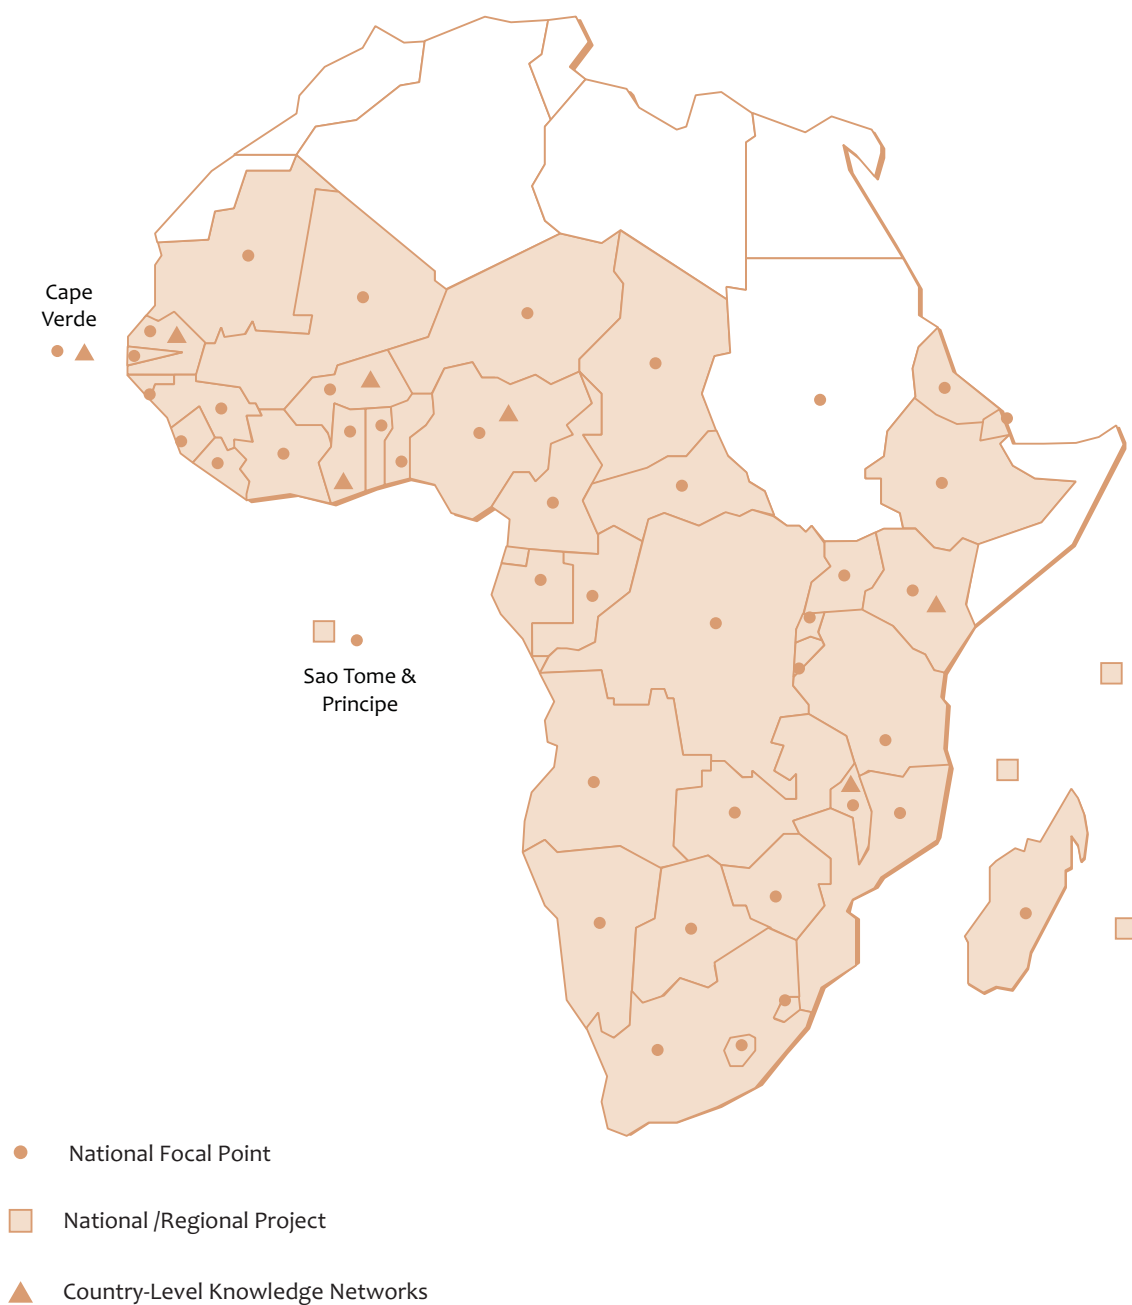 Cape
Verde
Sao Tome &
Principe
National Focal Point
National /Regional Project
Country-Level Knowledge Networks